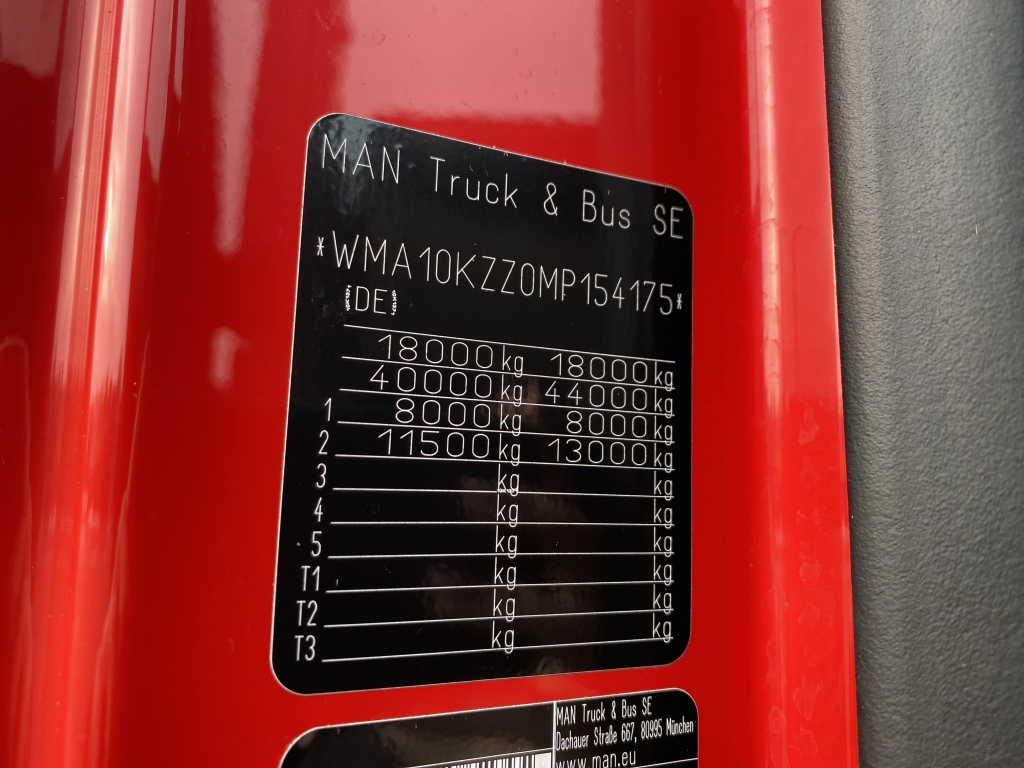 MAN Truck & Bus SE
*WMA10KZZ0MP154175*
DE
18000 kg 18000 kg
40000 kg 44000 kg
1 8000 kg 8000 kg
2 11500 kg 13000 kg
3 kg kg
4 kg kg
5 kg kg
T1 kg kg
T2 kg kg
T3 kg kg
MAN Truck & Bus SE
Dachauer Straße 667, 80995 München
www.man.eu